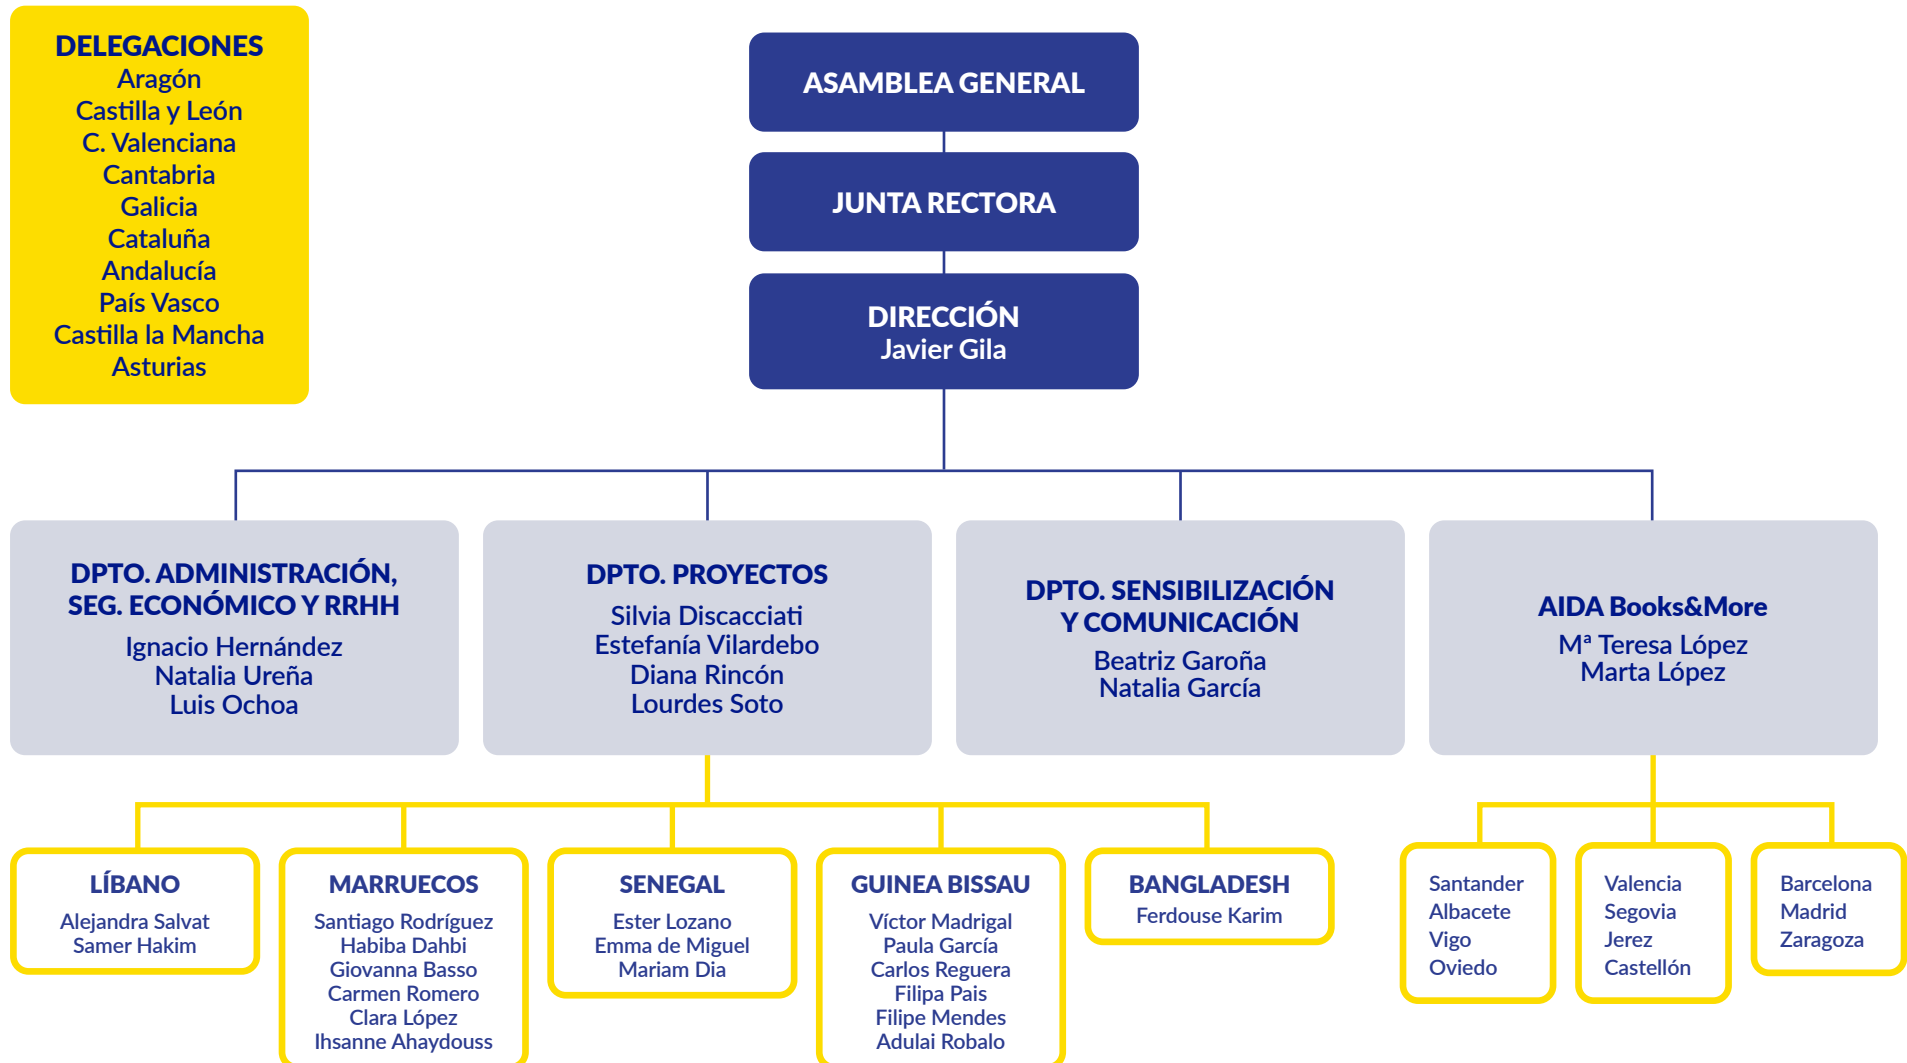 DELEGACIONES
Aragón
Castilla y León
C. Valenciana
Cantabria
Galicia
Cataluña
Andalucía
País Vasco
Castilla la Mancha
Asturias
ASAMBLEA GENERAL
JUNTA RECTORA
DIRECCIÓN
Javier Gila
DPTO. ADMINISTRACIÓN,
SEG. ECONÓMICO Y RRHH
Ignacio Hernández
Natalia Ureña
Luis Ochoa
DPTO. PROYECTOS
Silvia Discacciati
Estefanía Vilardebo
Diana Rincón
Lourdes Soto
DPTO. SENSIBILIZACIÓN
Y COMUNICACIÓN
Beatriz Garoña
Natalia García
AIDA Books&More
Mª Teresa López
Marta López
LÍBANO
Alejandra Salvat
Samer Hakim
MARRUECOS
Santiago Rodríguez
Habiba Dahbi
Giovanna Basso
Carmen Romero
Clara López
Ihsanne Ahaydouss
SENEGAL
Ester Lozano
Emma de Miguel
Mariam Dia
GUINEA BISSAU
Víctor Madrigal
Paula García
Carlos Reguera
Filipa Pais
Filipe Mendes
Adulai Robalo
BANGLADESH
Ferdouse Karim
Santander
Albacete
Vigo
Oviedo
Valencia
Segovia
Jerez
Castellón
Barcelona
Madrid
Zaragoza